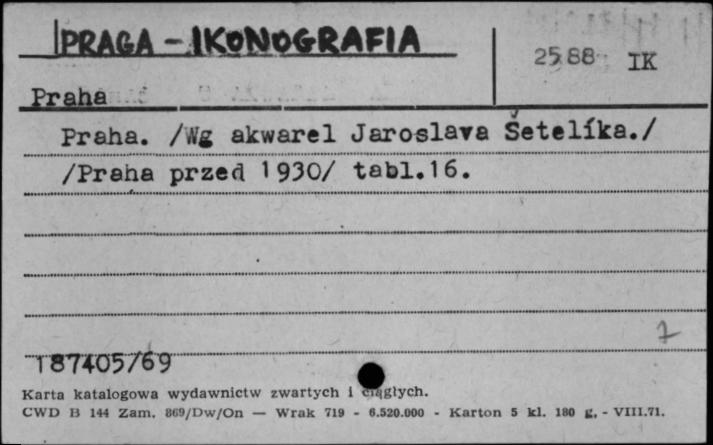 PRAGA - IKONOGRAFIA
2588 IK
Praha
Praha. /Wg akwarel Jaroslava Šetelíka./
/Praha przed 1930/ tabl.16.
7
187405/69
Karta katalogowa wydawnictw zwartych i ciągłych.
CWD B 144 Zam. 869/Dw/On — Wrak 719 - 6.520.000 - Karton 5 kl. 180 g. - VIII.71.